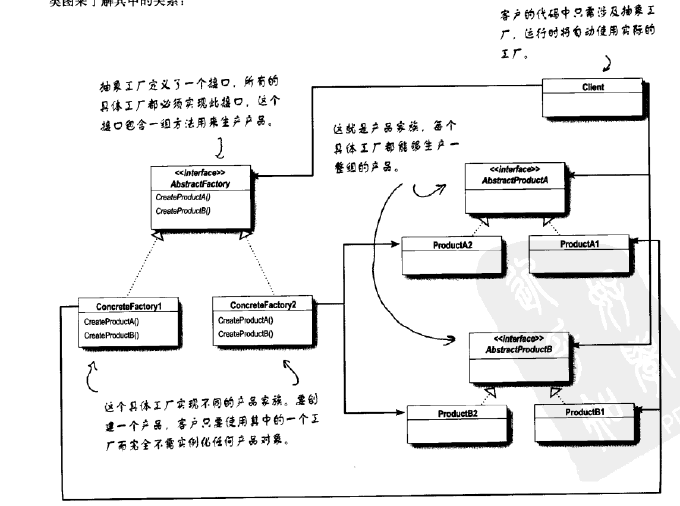 类图来了解其中的关系：
客户的代码中只需涉及抽象工
厂，运行时将自动使用实际的
工厂。
抽象工厂定义了一个接口，所有的
具体工厂都必须实现此接口，这个
接口包含一组方法用来生产产品。
Client
这就是产品家族，每个
具体工厂都能够生产一
整组的产品。
<<interface>>
AbstractFactory
CreateProductA()
CreateProductB()
<<interface>>
AbstractProductA
ProductA2
ProductA1
ConcreteFactory1
CreateProductA()
CreateProductB()
ConcreteFactory2
CreateProductA()
CreateProductB()
<<interface>>
AbstractProductB
ProductB2
ProductB1
这个具体工厂实现不同的产品家族。要创
建一个产品，客户只要使用其中的一个工
厂而完全不需实例化任何产品对象。